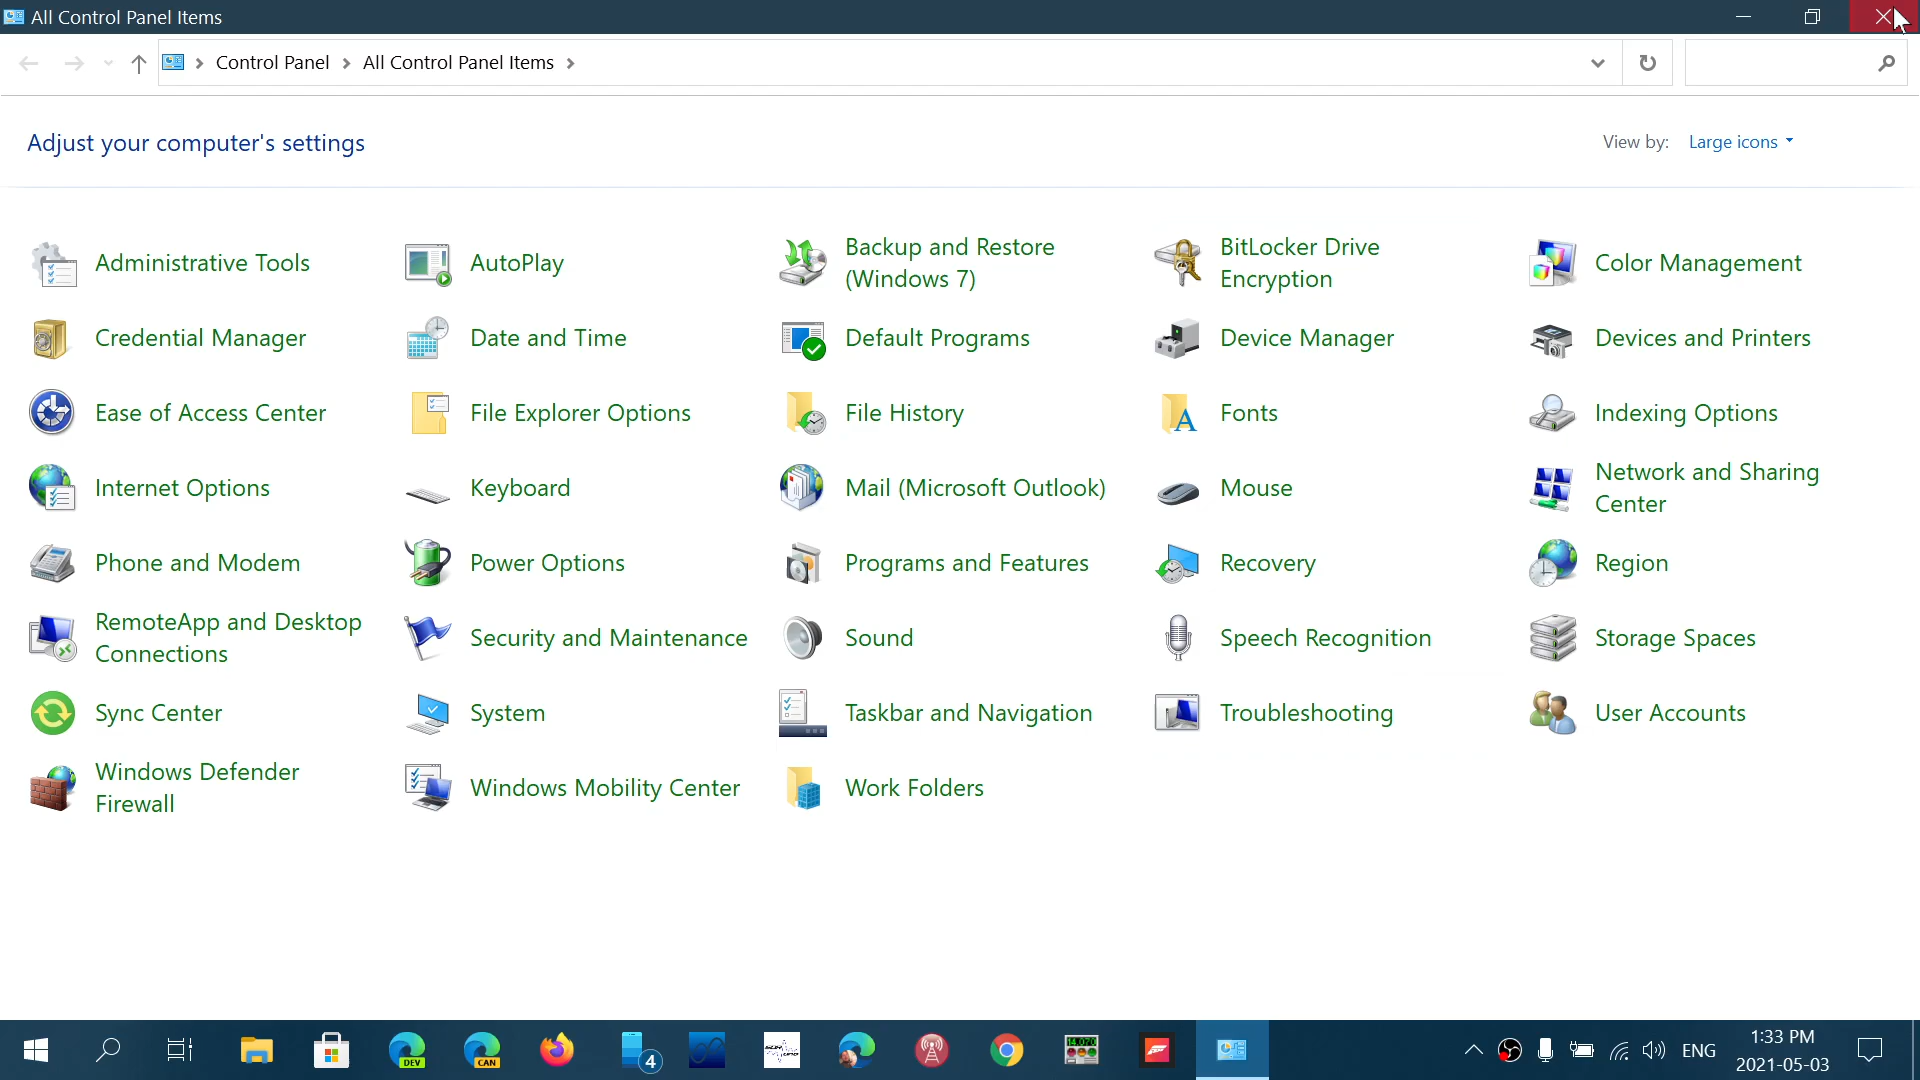 All Control Panel Items
Control Panel
All Control Panel Items
Adjust your computer's settings
View by:
Large icons
Administrative Tools
AutoPlay
Backup and Restore
(Windows 7)
BitLocker Drive
Encryption
Color Management
Credential Manager
Date and Time
Default Programs
Device Manager
Devices and Printers
Ease of Access Center
File Explorer Options
File History
Fonts
Indexing Options
Internet Options
Keyboard
Mail (Microsoft Outlook)
Mouse
Network and Sharing
Center
Phone and Modem
Power Options
Programs and Features
Recovery
Region
RemoteApp and Desktop
Connections
Security and Maintenance
Sound
Speech Recognition
Storage Spaces
Sync Center
System
Taskbar and Navigation
Troubleshooting
User Accounts
Windows Defender
Firewall
Windows Mobility Center
Work Folders
DEV
CAN
4
ENG
1:33 PM
2021-05-03